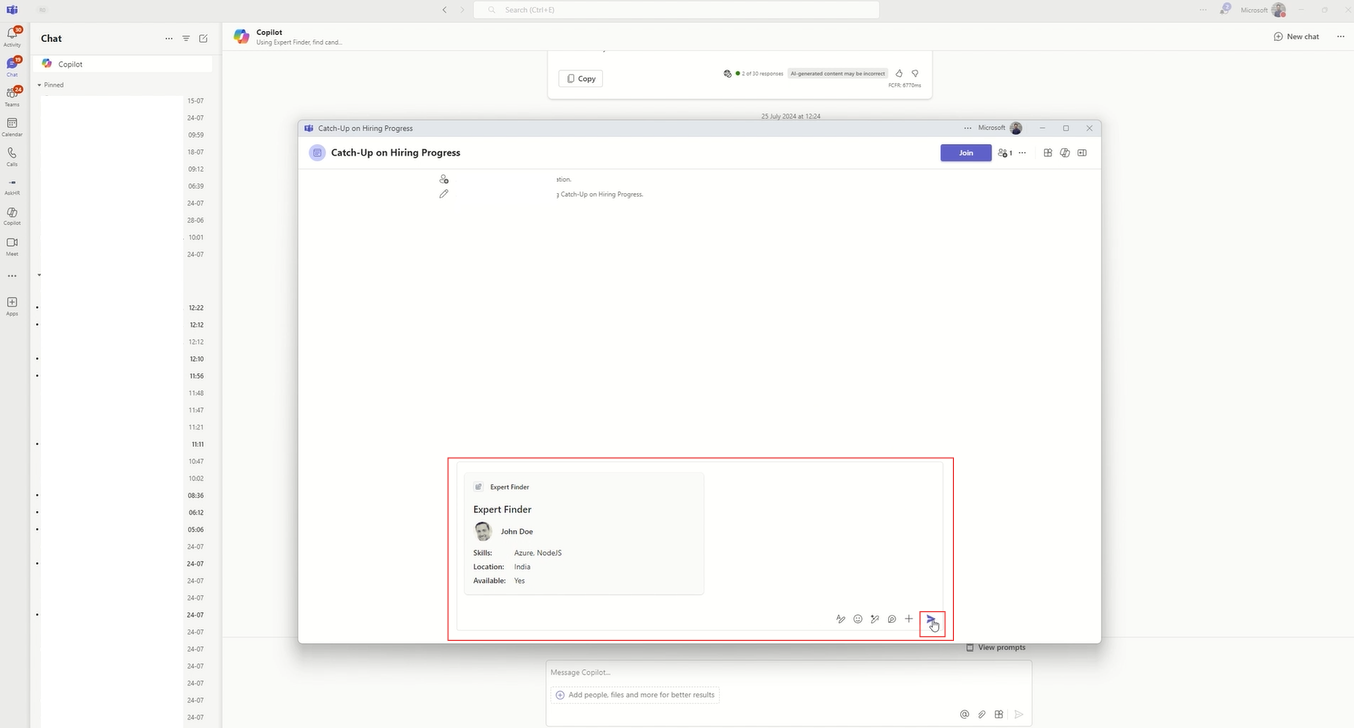 Search (Ctrl+E)
3
Microsoft
30
Activity
19
Chat
24
Teams
Calendar
Calls
AskHR
Copilot
Meet
Apps
Chat
Copilot
Pinned
15-07
24-07
09:59
18-07
09:12
06:39
24-07
28-06
10:01
24-07
12:22
12:12
12:12
12:10
11:56
11:48
11:47
11:21
11:11
10:47
10:02
08:36
06:12
05:06
24-07
24-07
24-07
24-07
24-07
24-07
24-07
24-07
24-07
24-07
24-07
Copilot
Using Expert Finder, find cand...
New chat
Copy
2 of 30 responses
AI-generated content may be incorrect
FCFR: 6770ms
25 July 2024 at 12:24
Catch-Up on Hiring Progress
Microsoft
Catch-Up on Hiring Progress
Join
1
ation.
g Catch-Up on Hiring Progress.
Expert Finder
Expert Finder
John Doe
Skills: Azure, NodeJS
Location: India
Available: Yes
View prompts
Message Copilot...
Add people, files and more for better results